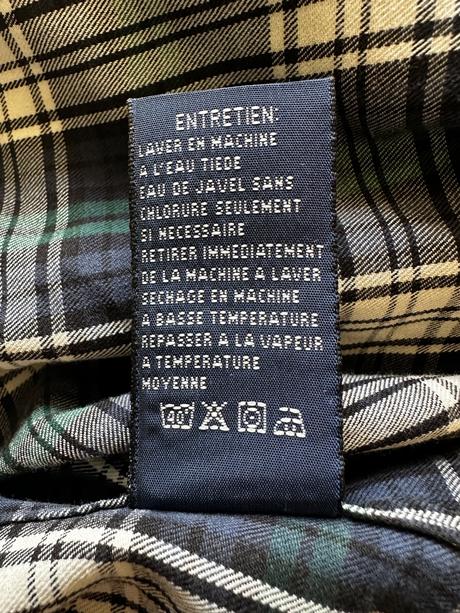 ENTRETIEN:
LAVER EN MACHINE
A L'EAU TIEDE
EAU DE JAVEL SANS
CHLORURE SEULEMENT
SI NECESSAIRE
RETIRER IMMEDIATEMENT
DE LA MACHINE A LAVER
SECHAGE EN MACHINE
A BASSE TEMPERATURE
REPASSER A LA VAPEUR
A TEMPERATURE
MOYENNE